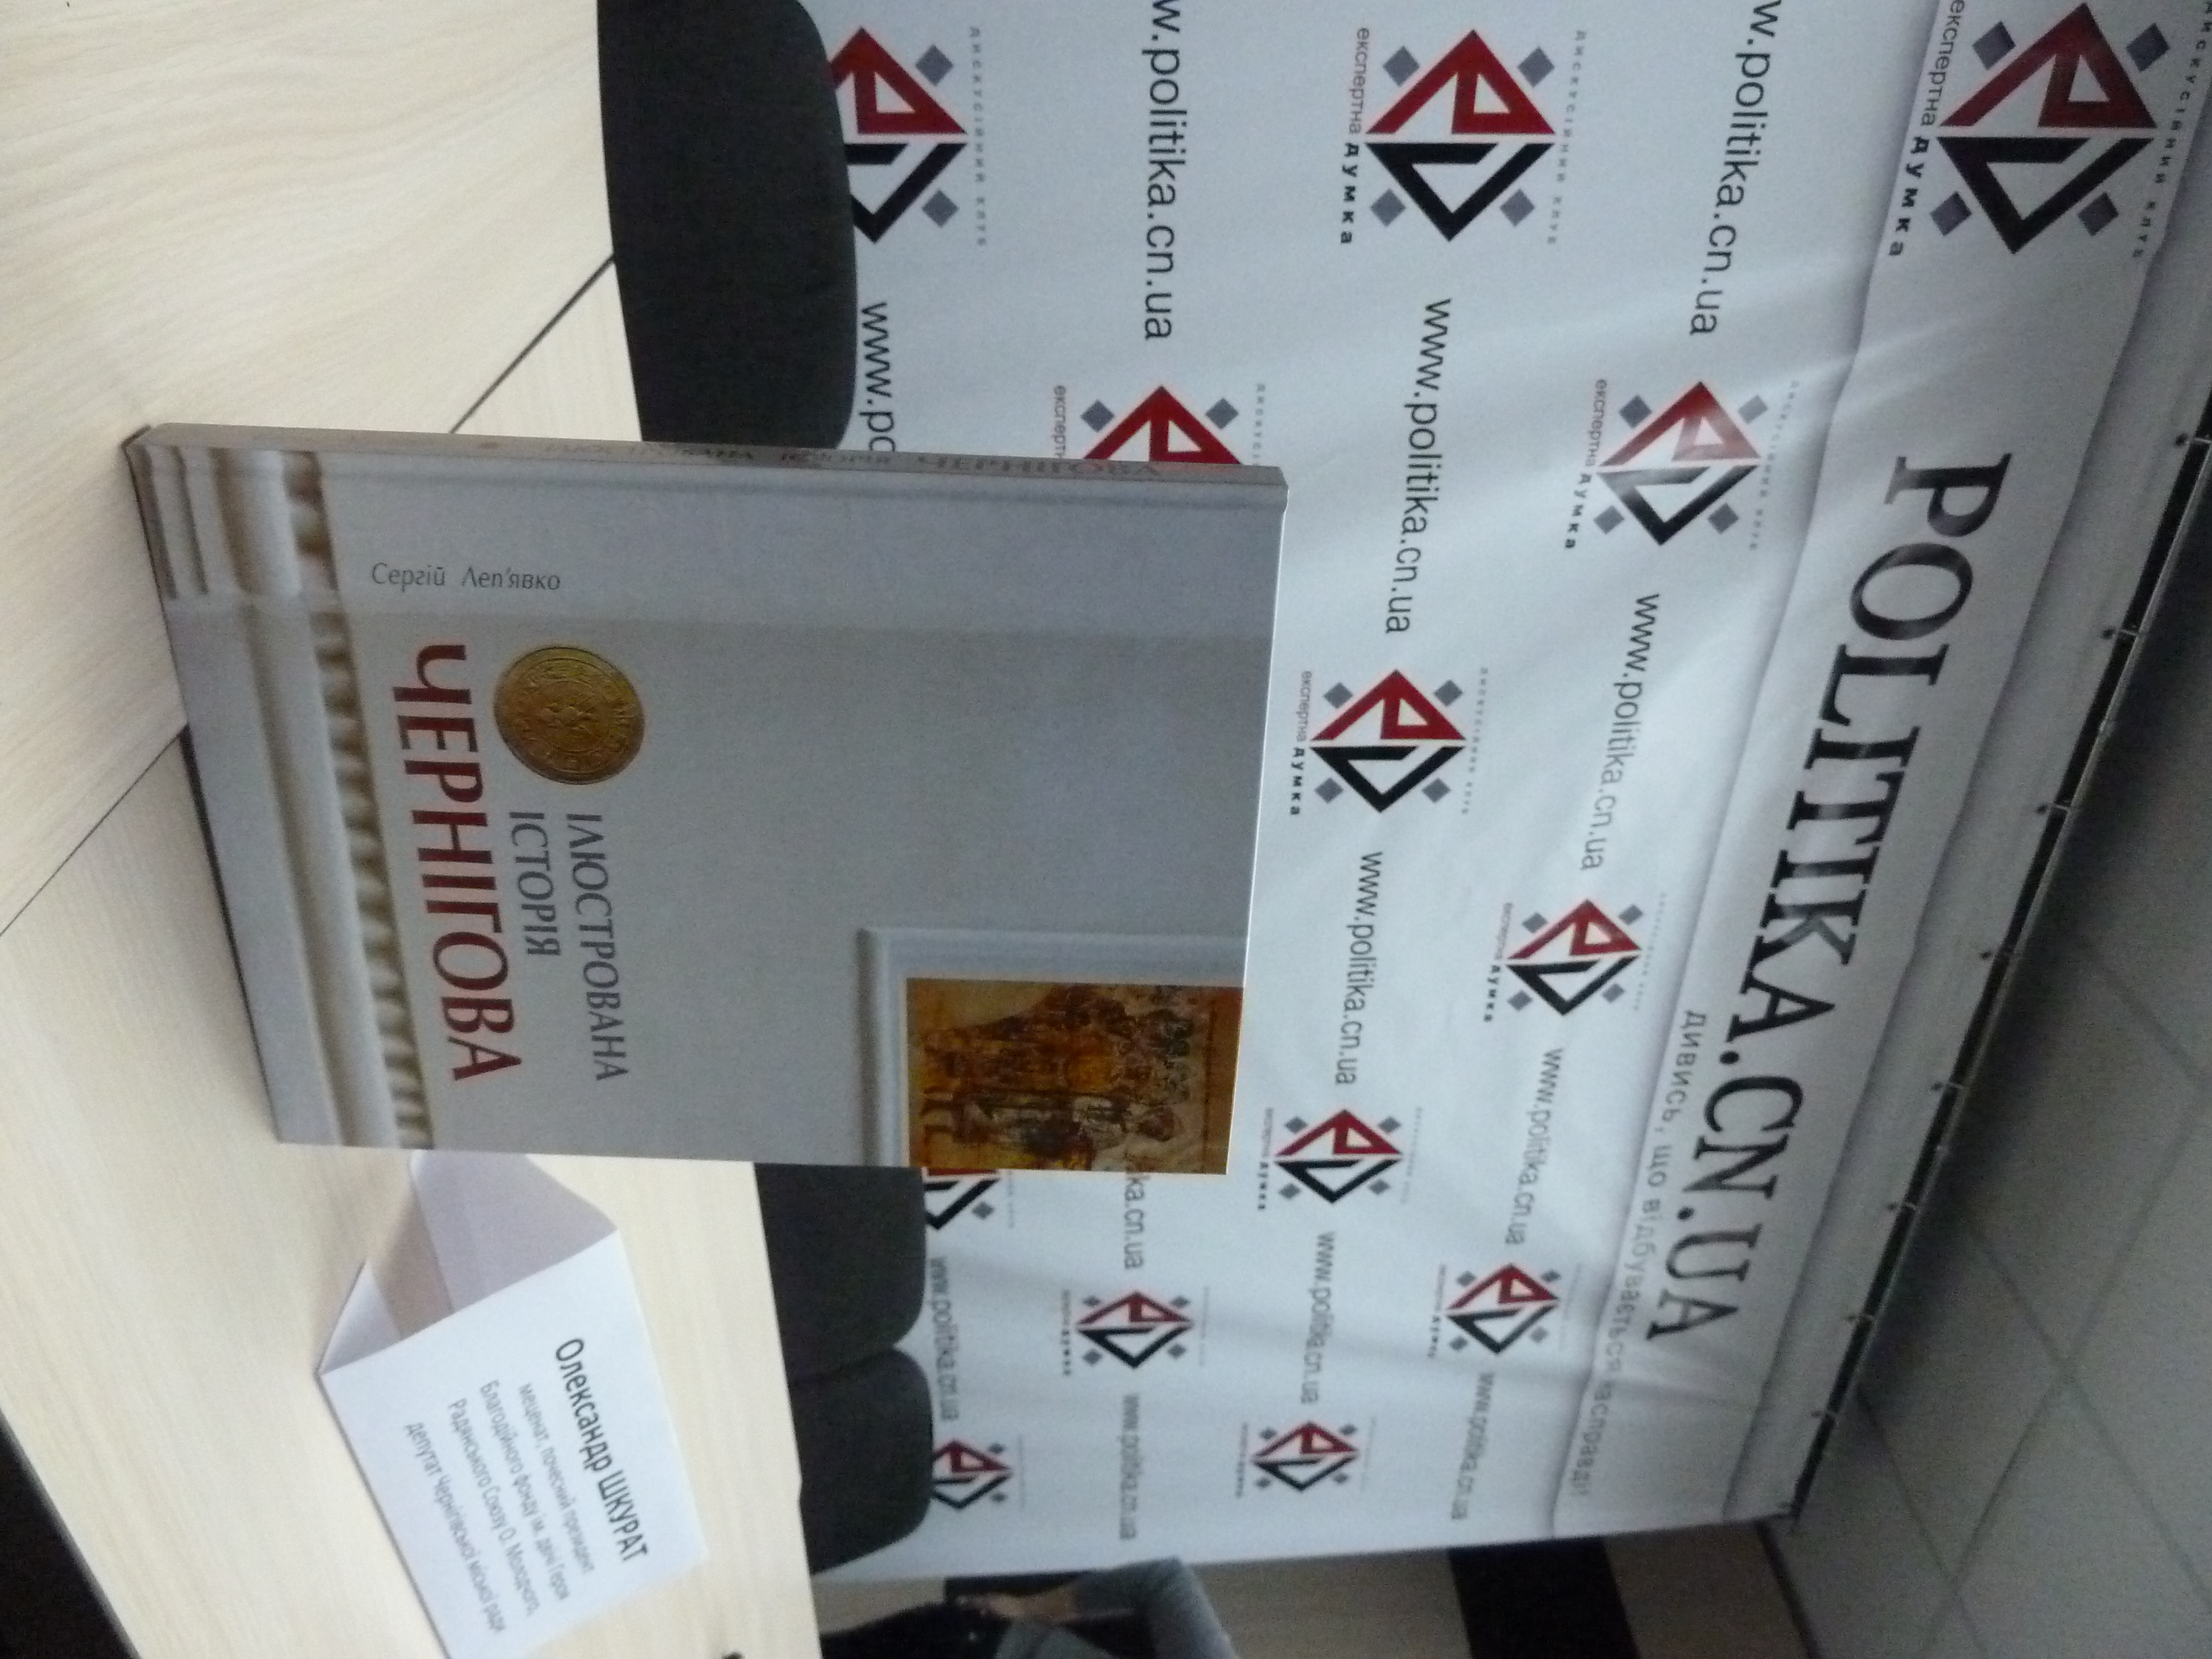 POLITIKA.CN.UA
дивись, що відбувається насправді!
дискусійний клуб
експертна думка
www.politika.cn.ua
Сергій Леп'явко
ІЛЮСТРОВАНА
ІСТОРІЯ
ЧЕРНІГОВА
Олександр ШКУРАТ
меценат, почесний президент
Благодійного фонду ім. двічі Героя
Радянського Союзу О. Молодчого,
депутат Чернігівської міської ради